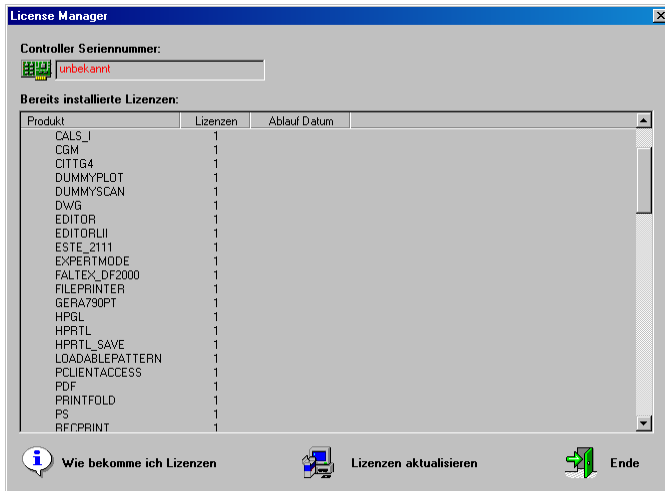 License Manager
Controller Seriennummer:
unbekannt
Bereits installierte Lizenzen:
Produkt Lizenzen Ablauf Datum
CALS_I 1
CGM 1
CITTG4 1
DUMMYPLOT 1
DUMMYSCAN 1
DWG 1
EDITOR 1
EDITORLII 1
ESTE_2111 1
EXPERTMODE 1
FALTEX_DF2000 1
FILEPRINTER 1
GERA790PT 1
HPGL 1
HPRTL 1
HPRTL_SAVE 1
LOADABLEPATTERN 1
PCLIENTACCESS 1
PDF 1
PRINTFOLD 1
PS 1
RECPRINT 1
Wie bekomme ich Lizenzen Lizenzen aktualisieren Ende